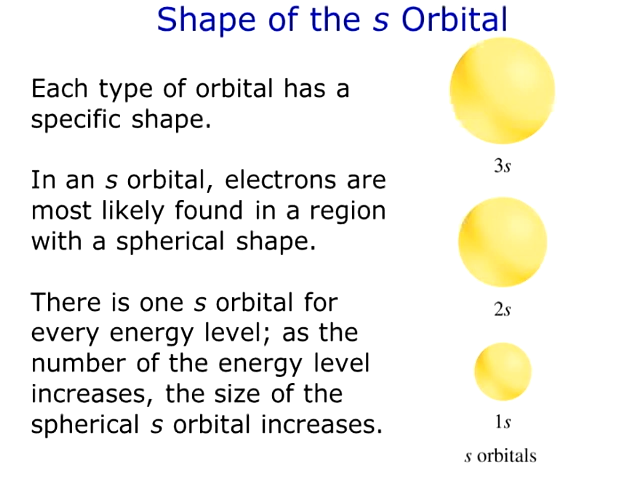 Shape of the s Orbital
Each type of orbital has a
specific shape.
In an s orbital, electrons are
most likely found in a region
with a spherical shape.
There is one s orbital for
every energy level; as the
number of the energy level
increases, the size of the
spherical s orbital increases.
3s
2s
1s
s orbitals